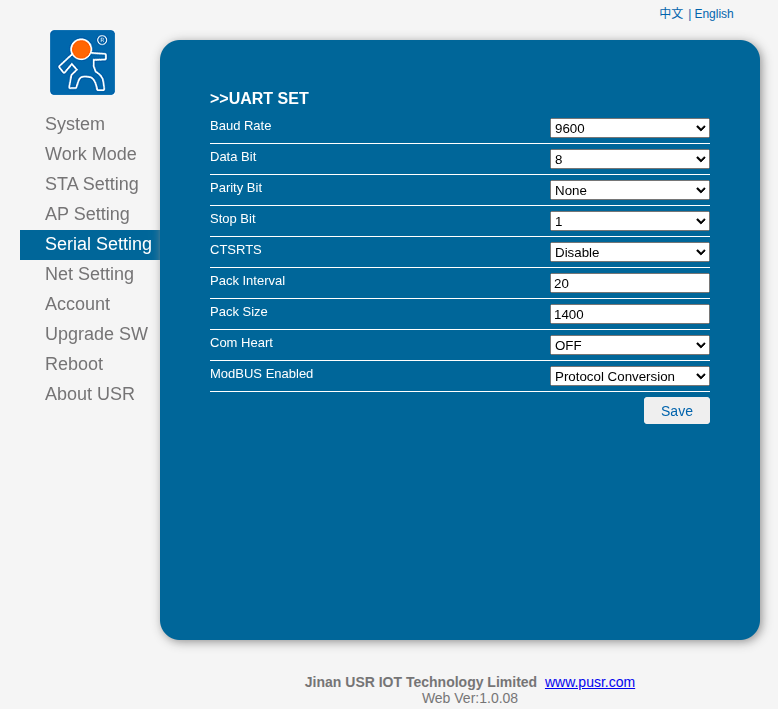 中文 | English
®
System
Work Mode
STA Setting
AP Setting
Serial Setting
Net Setting
Account
Upgrade SW
Reboot
About USR
>>UART SET
Baud Rate 9600
Data Bit 8
Parity Bit None
Stop Bit 1
CTSRTS Disable
Pack Interval 20
Pack Size 1400
Com Heart OFF
ModBUS Enabled Protocol Conversion
Save
Jinan USR IOT Technology Limited www.pusr.com
Web Ver:1.0.08